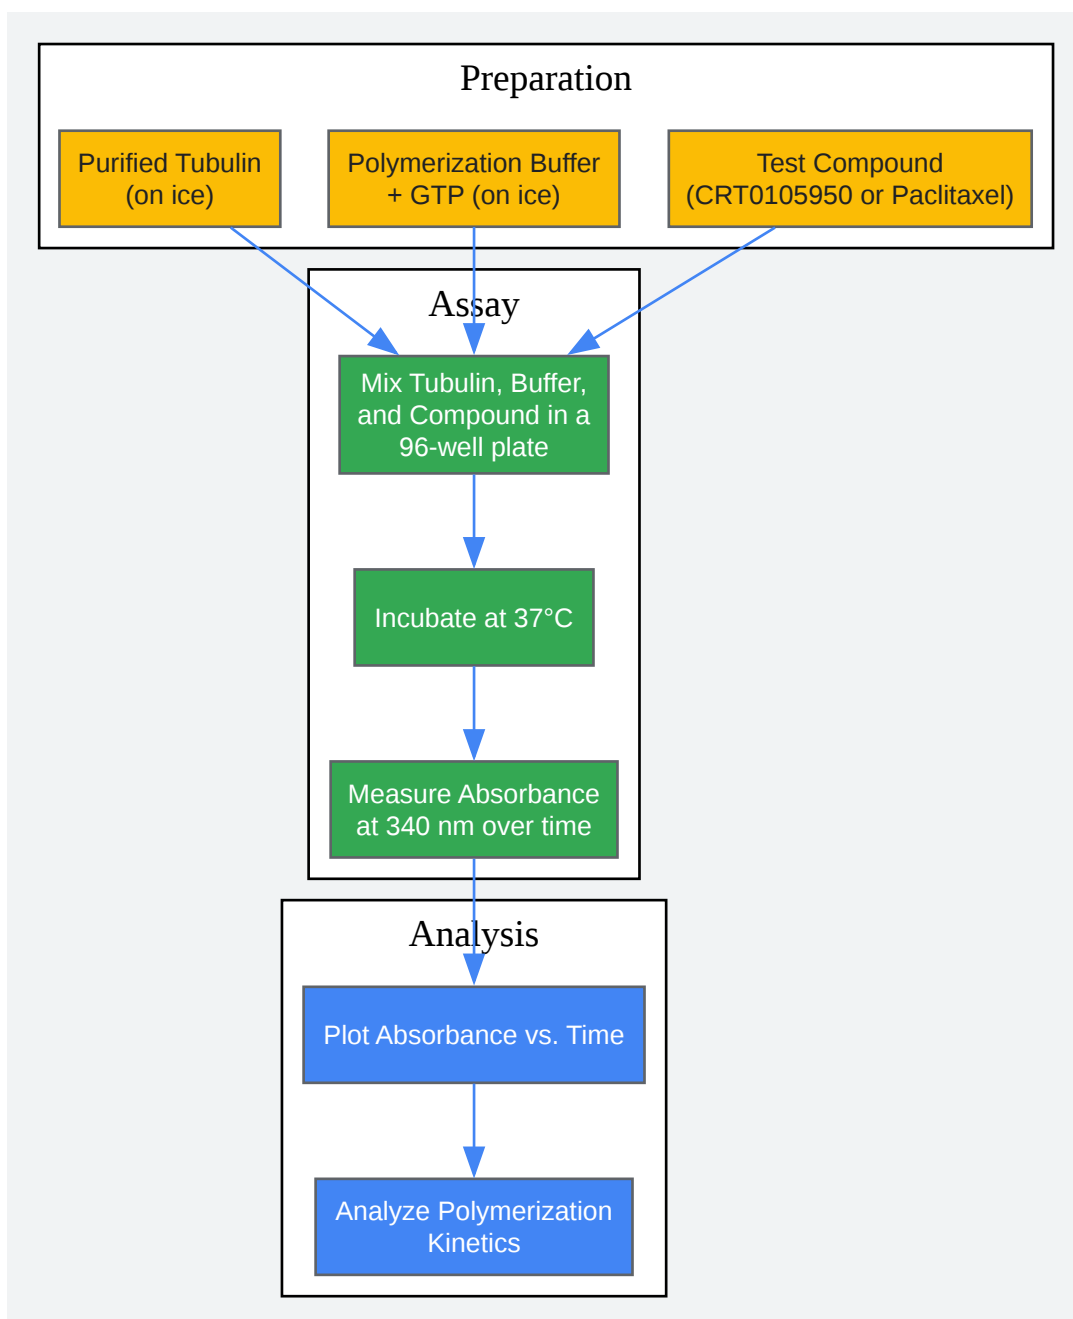 Preparation
Purified Tubulin
(on ice)
Polymerization Buffer
+ GTP (on ice)
Test Compound
(CRT0105950 or Paclitaxel)
Assay
Mix Tubulin, Buffer,
and Compound in a
96-well plate
Incubate at 37°C
Measure Absorbance
at 340 nm over time
Analysis
Plot Absorbance vs. Time
Analyze Polymerization
Kinetics